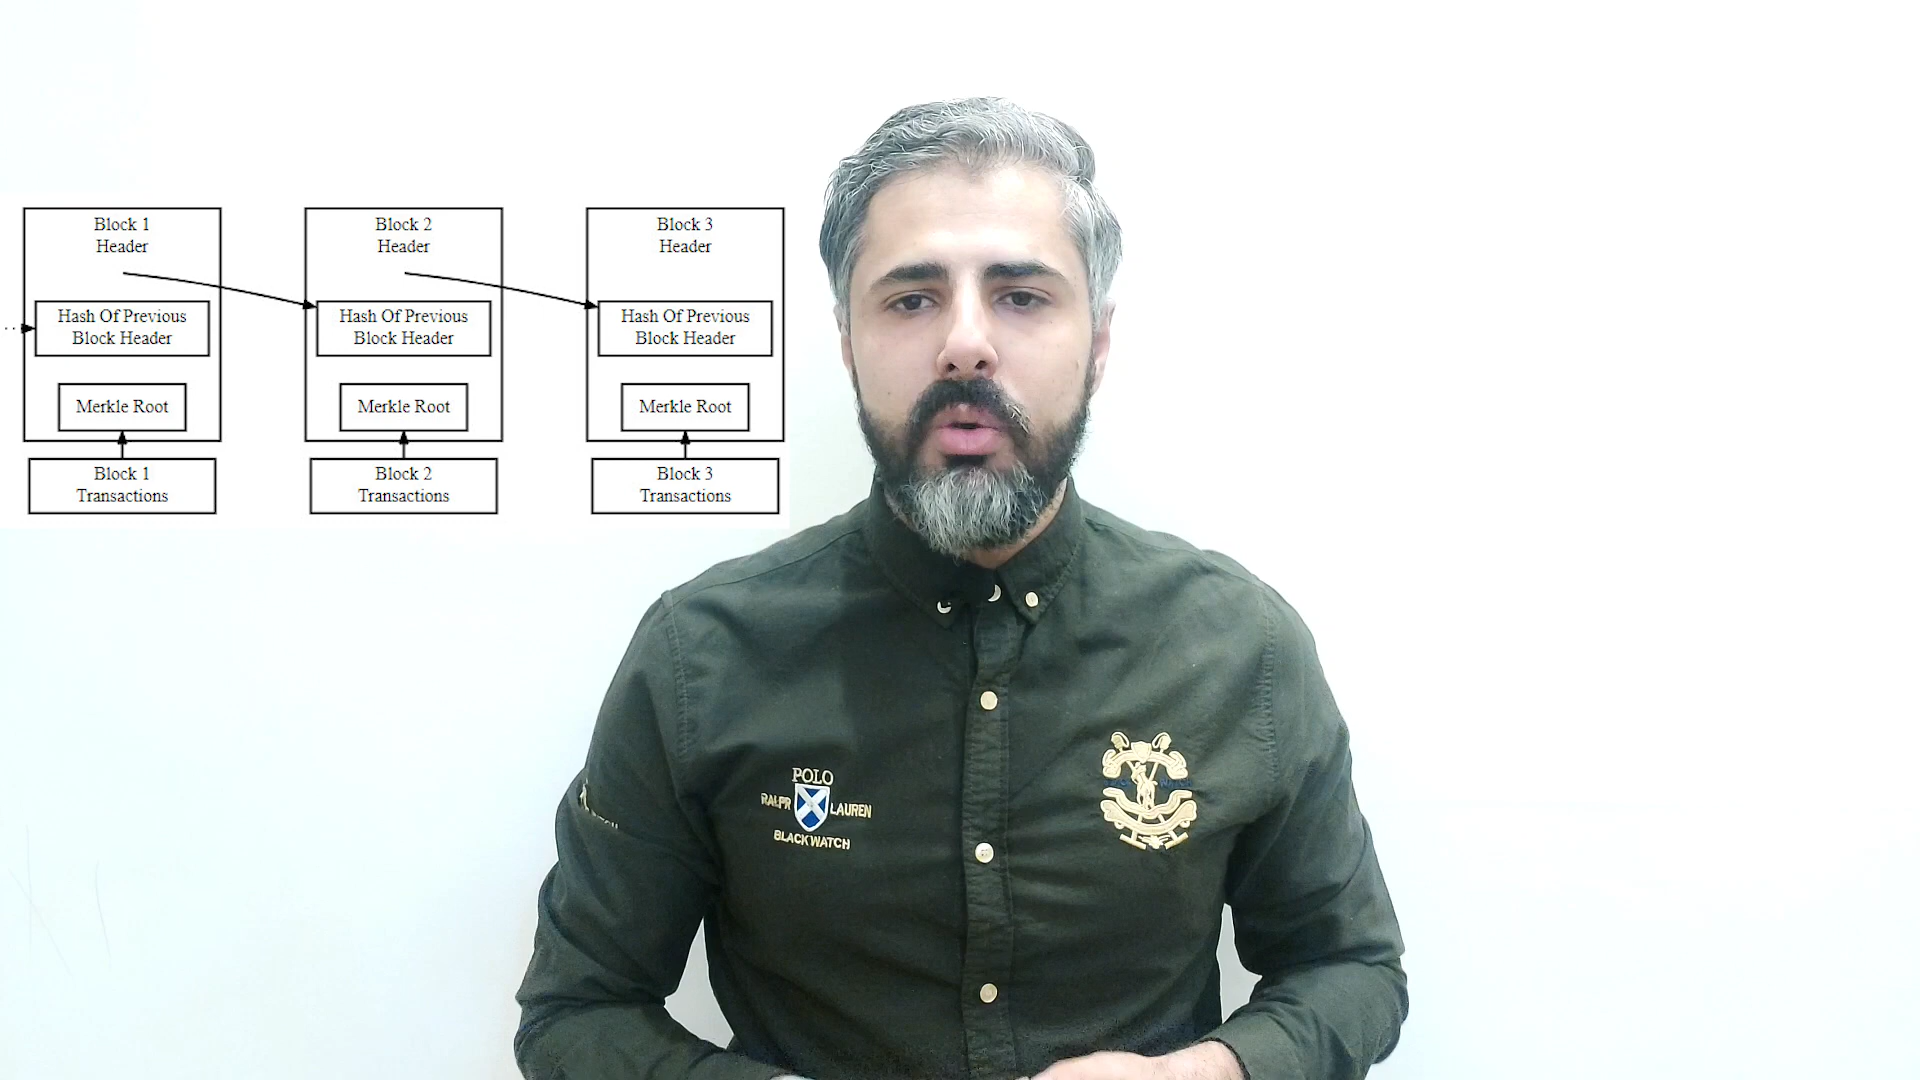 Block 1
Header
Hash Of Previous
Block Header
Merkle Root
Block 1
Transactions
Block 2
Header
Hash Of Previous
Block Header
Merkle Root
Block 2
Transactions
Block 3
Header
Hash Of Previous
Block Header
Merkle Root
Block 3
Transactions
POLO
LAUREN
BLACK WATCH